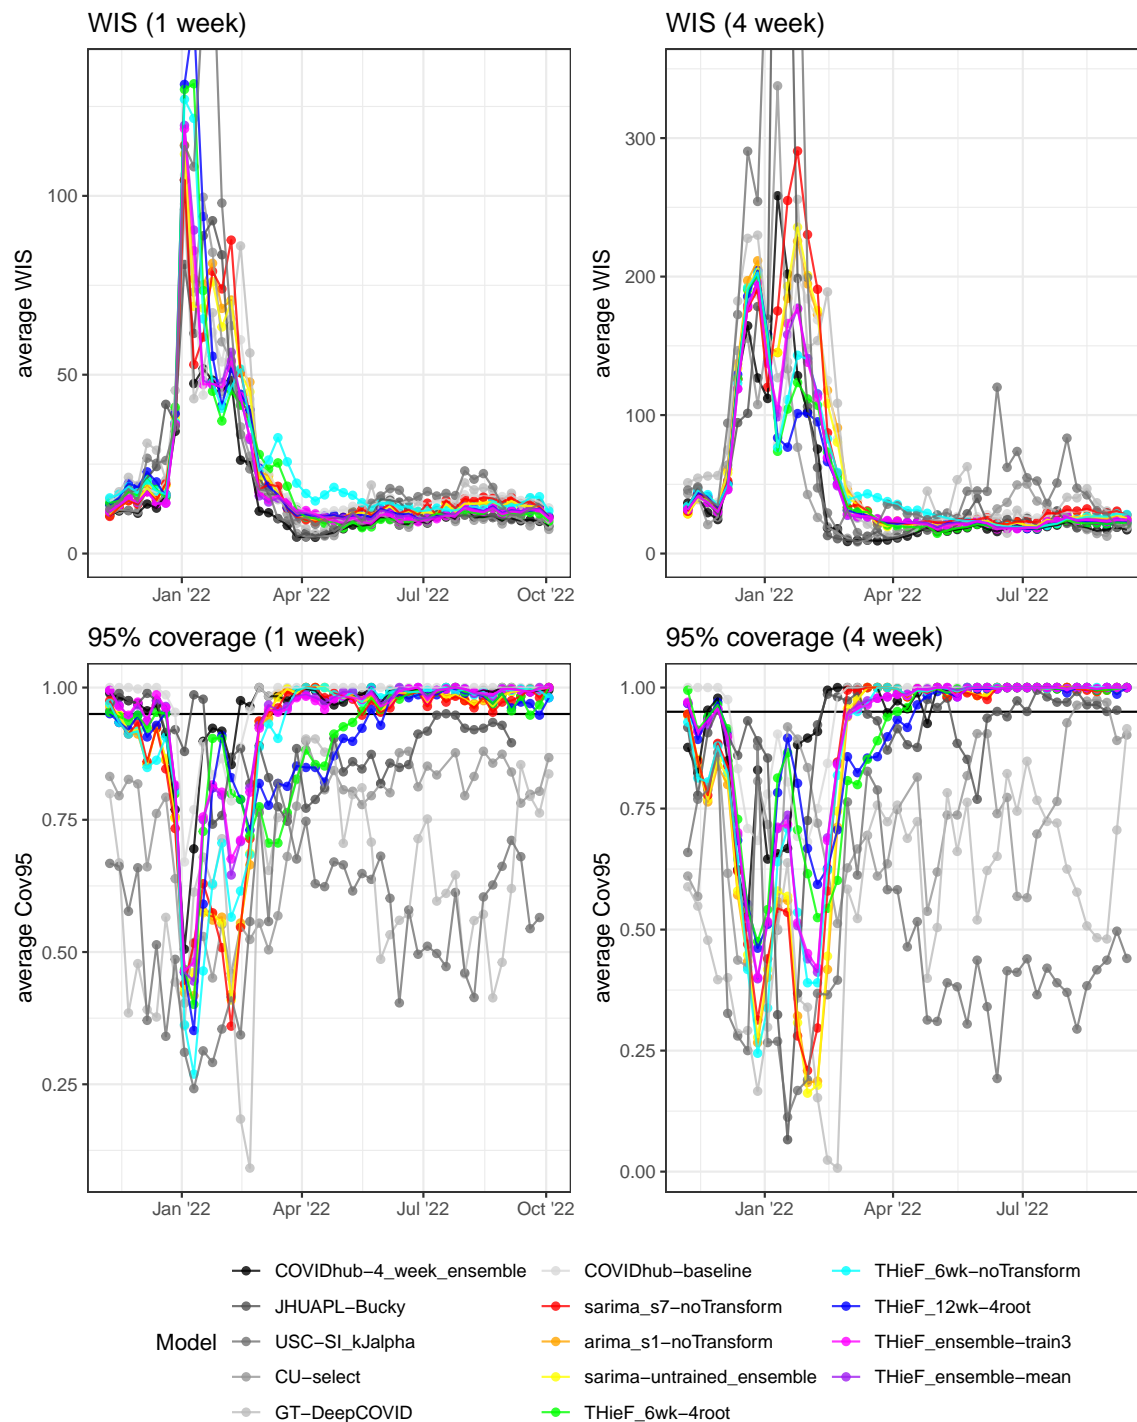 WIS (1 week)
WIS (4 week)
average WIS
100
50
0
Jan '22
Apr '22
Jul '22
Oct '22
average WIS
300
200
100
0
Jan '22
Apr '22
Jul '22
95% coverage (1 week)
95% coverage (4 week)
average Cov95
1.00
0.75
0.50
0.25
Jan '22
Apr '22
Jul '22
Oct '22
average Cov95
1.00
0.75
0.50
0.25
0.00
Jan '22
Apr '22
Jul '22
Model
COVIDhub−4_week_ensemble
JHUAPL−Bucky
USC−SI_kJalpha
CU−select
GT−DeepCOVID
COVIDhub−baseline
sarima_s7−noTransform
arima_s1−noTransform
sarima−untrained_ensemble
THieF_6wk−4root
THieF_6wk−noTransform
THieF_12wk−4root
THieF_ensemble−train3
THieF_ensemble−mean